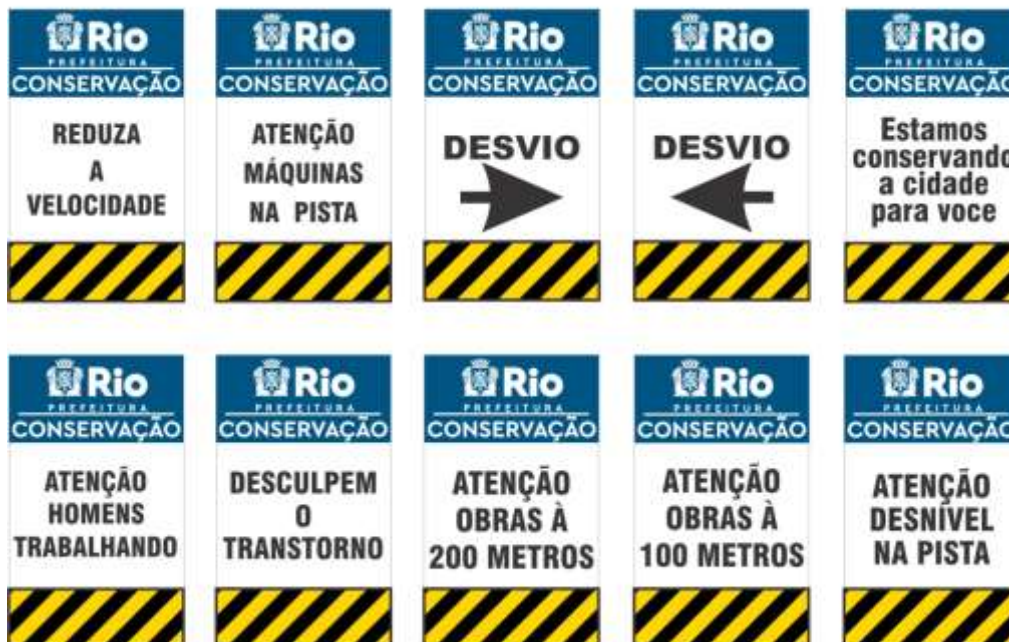 Rio
PREFEITURA
CONSERVAÇÃO
REDUZA
A
VELOCIDADE
Rio
PREFEITURA
CONSERVAÇÃO
ATENÇÃO
MÁQUINAS
NA PISTA
Rio
PREFEITURA
CONSERVAÇÃO
DESVIO
Rio
PREFEITURA
CONSERVAÇÃO
DESVIO
Rio
PREFEITURA
CONSERVAÇÃO
Estamos
conservando
a cidade
para voce
Rio
PREFEITURA
CONSERVAÇÃO
ATENÇÃO
HOMENS
TRABALHANDO
Rio
PREFEITURA
CONSERVAÇÃO
DESCULPEM
O
TRANSTORNO
Rio
PREFEITURA
CONSERVAÇÃO
ATENÇÃO
OBRAS À
200 METROS
Rio
PREFEITURA
CONSERVAÇÃO
ATENÇÃO
OBRAS À
100 METROS
Rio
PREFEITURA
CONSERVAÇÃO
ATENÇÃO
DESNÍVEL
NA PISTA